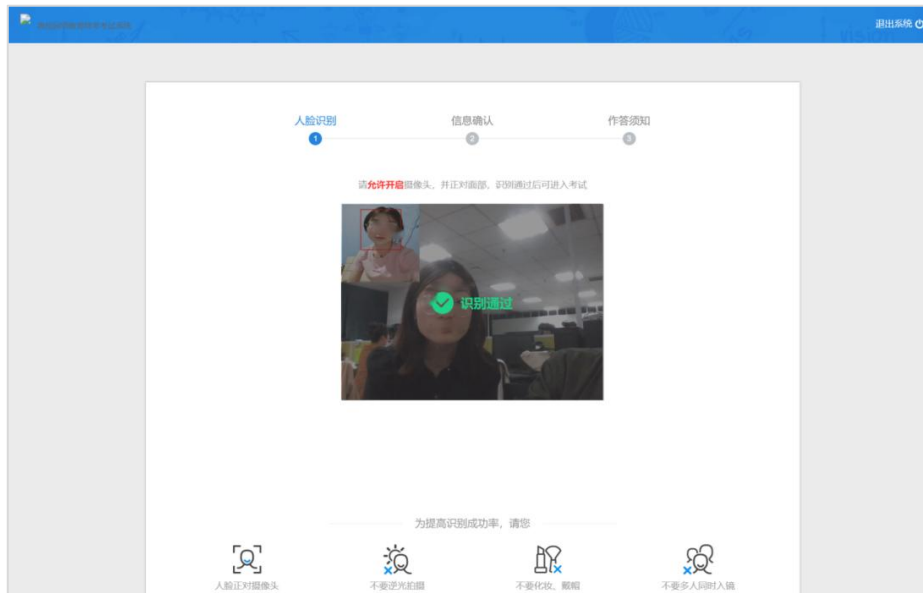 退出系统
人脸识别 信息确认 作答须知
1 2 3
请允许开启摄像头，并正对面部，识别通过后可进入考试
识别通过
为提高识别成功率，请您
人脸正对摄像头 不要逆光拍摄 不要化妆、戴帽 不要多人同时入镜